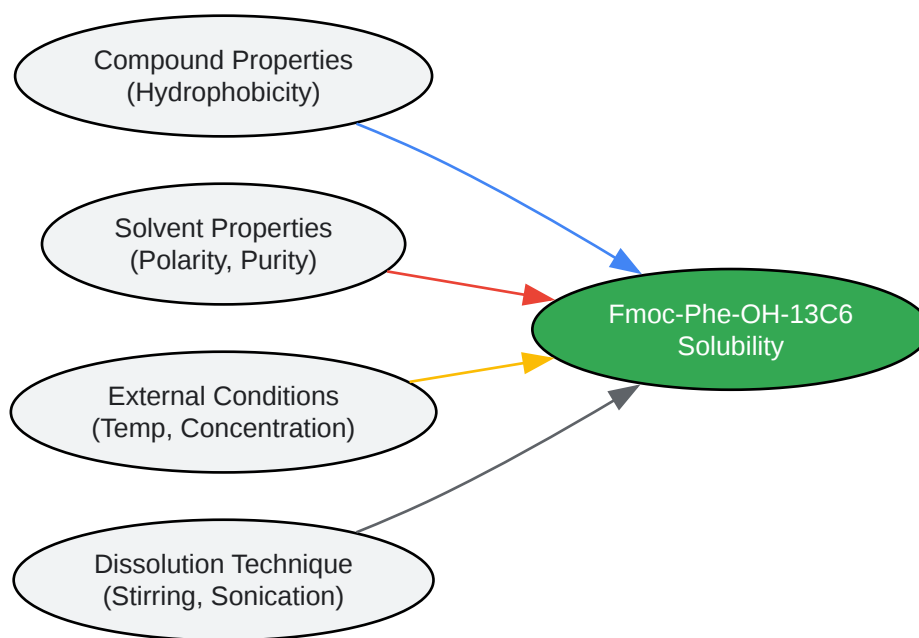 Compound Properties
(Hydrophobicity)
Solvent Properties
(Polarity, Purity)
Fmoc-Phe-OH-13C6
Solubility
External Conditions
(Temp, Concentration)
Dissolution Technique
(Stirring, Sonication)